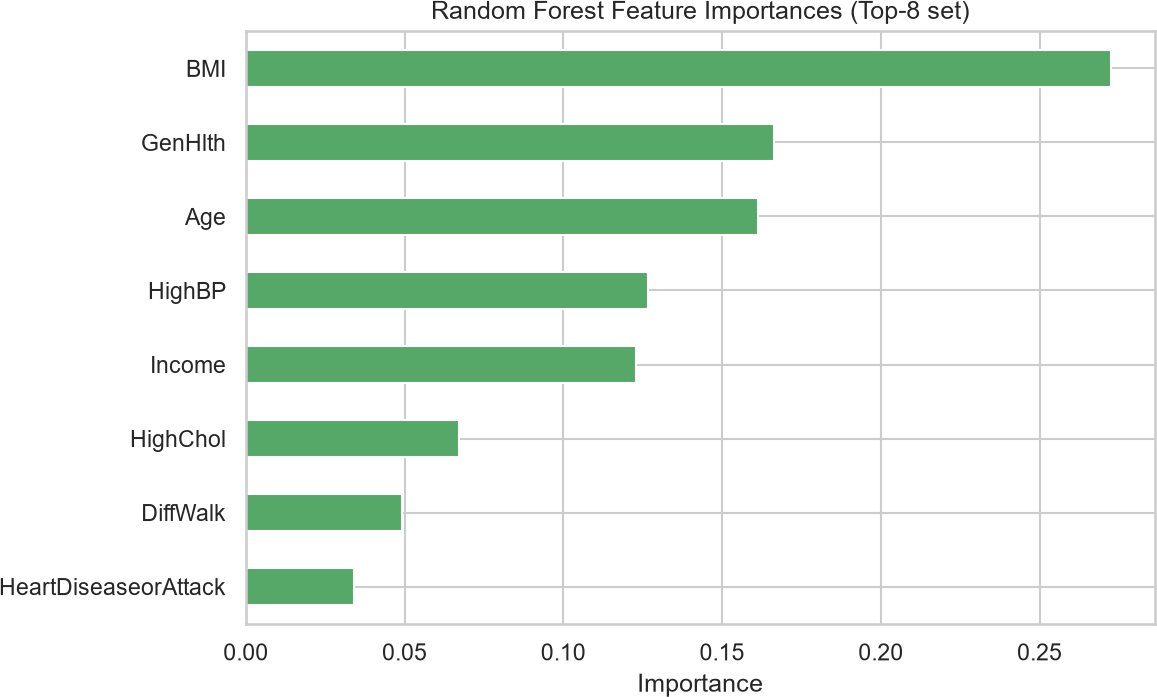 Random Forest Feature Importances (Top-8 set)
BMI
GenHlth
Age
HighBP
Income
HighChol
DiffWalk
HeartDiseaseorAttack
0.00 0.05 0.10 0.15 0.20 0.25
Importance